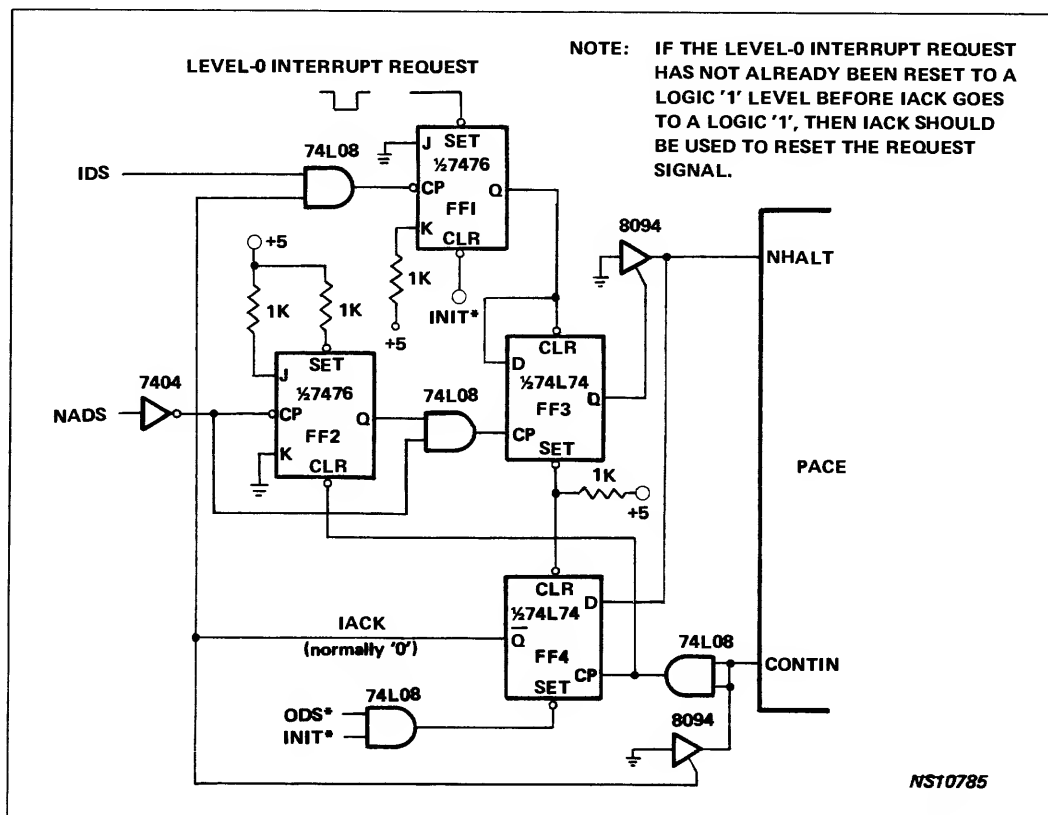 NOTE: IF THE LEVEL-0 INTERRUPT REQUEST
HAS NOT ALREADY BEEN RESET TO A
LOGIC '1' LEVEL BEFORE IACK GOES
TO A LOGIC '1', THEN IACK SHOULD
BE USED TO RESET THE REQUEST
SIGNAL.
LEVEL-0 INTERRUPT REQUEST
74L08
IDS
J SET
½7476
CP Q
FF1
K
CLR
+5
1K
1K
1K
+5
INIT*
8094
NHALT
SET
J
½7476
CP Q
FF2
K
CLR
7404
NADS
74L08
CLR
D
½74L74
FF3 Q
CP
SET
1K
+5
PACE
CLR
½74L74 D
Q
FF4
CP
SET
IACK
(normally '0')
74L08
CONTIN
74L08
ODS*
INIT*
8094
NS10785